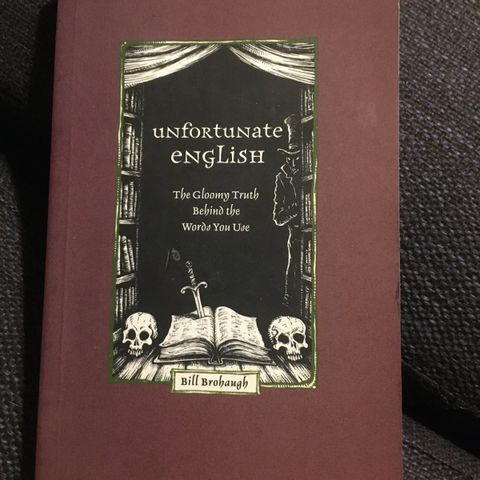 unfortunate
english
The Gloomy Truth
Behind the
Words You Use
Bill Brohaugh